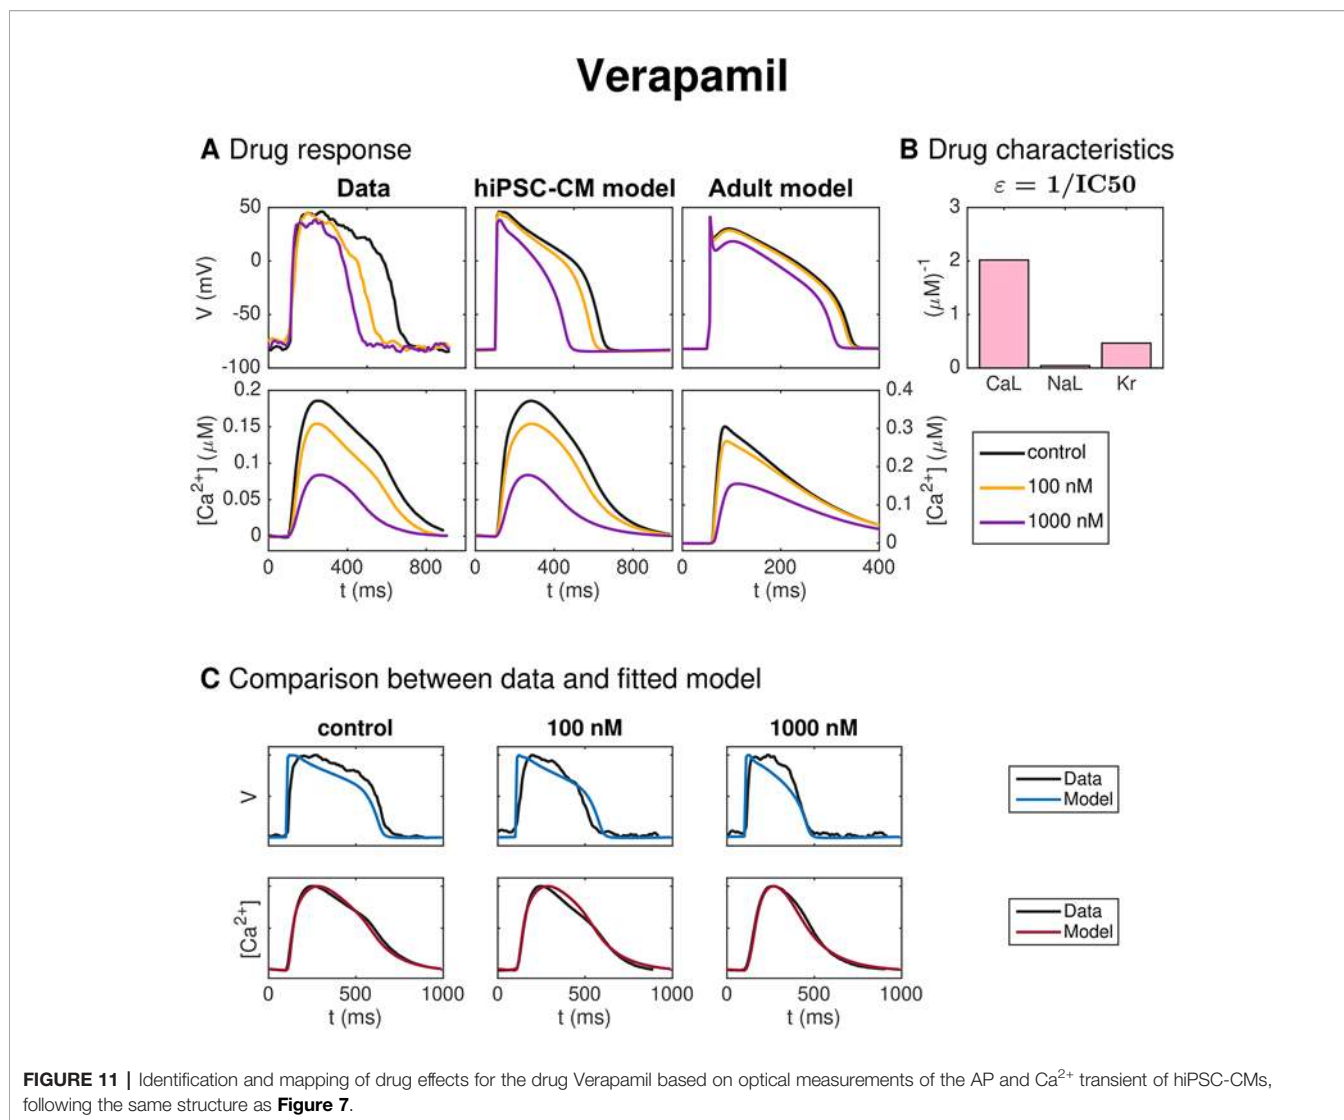 Verapamil
A Drug response
B Drug characteristics
Data
hiPSC-CM model
Adult model
ε = 1/IC50
50
0
-50
-100
V (mV)
3
2
1
0
(μM)⁻¹
CaL
NaL
Kr
0.2
0.15
0.1
0.05
0
[Ca²⁺] (μM)
0.4
0.3
0.2
0.1
0
[Ca²⁺] (μM)
0 400 800
0 400 800
0 200 400
t (ms)
t (ms)
t (ms)
control
100 nM
1000 nM
C Comparison between data and fitted model
control
100 nM
1000 nM
V
Data
Model
[Ca²⁺]
Data
Model
0 500 1000
0 500 1000
0 500 1000
t (ms)
t (ms)
t (ms)
FIGURE 11 | Identification and mapping of drug effects for the drug Verapamil based on optical measurements of the AP and Ca²⁺ transient of hiPSC-CMs,
following the same structure as Figure 7.